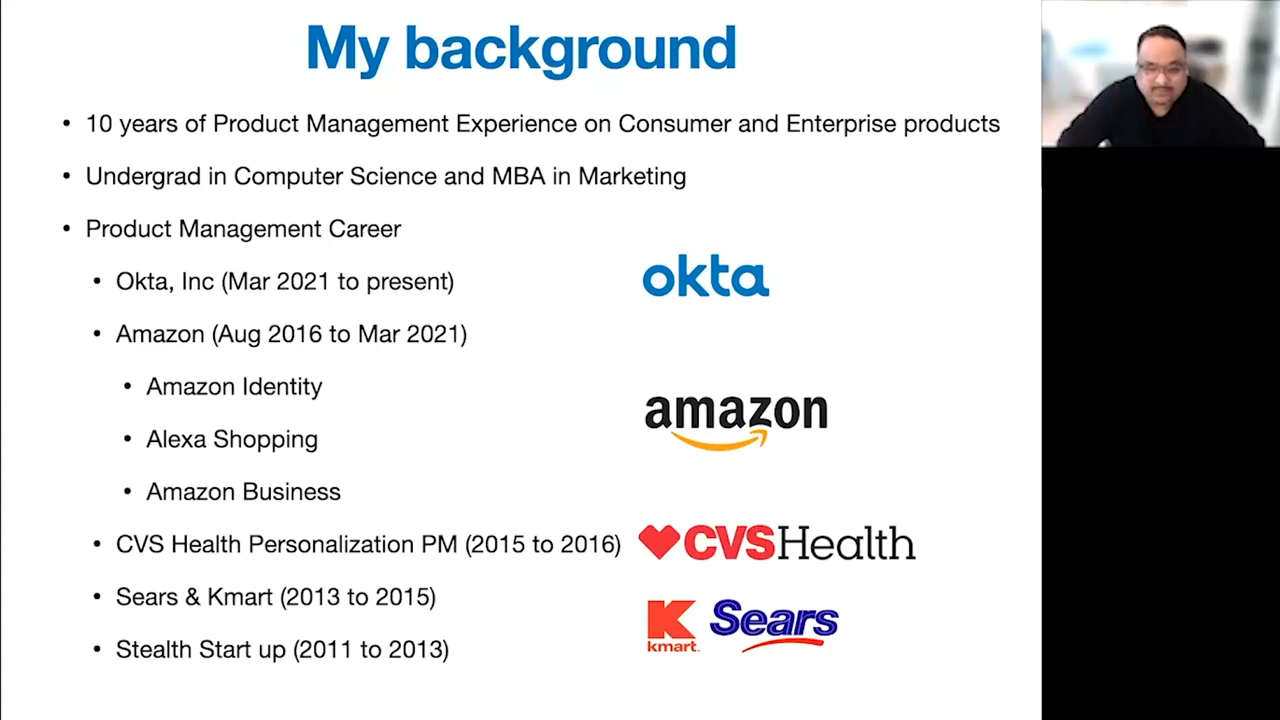 My background
• 10 years of Product Management Experience on Consumer and Enterprise products
• Undergrad in Computer Science and MBA in Marketing
• Product Management Career
• Okta, Inc (Mar 2021 to present)
okta
• Amazon (Aug 2016 to Mar 2021)
• Amazon Identity
amazon
• Alexa Shopping
• Amazon Business
• CVS Health Personalization PM (2015 to 2016)
CVSHealth
• Sears & Kmart (2013 to 2015)
K
kmart.
Sears
• Stealth Start up (2011 to 2013)